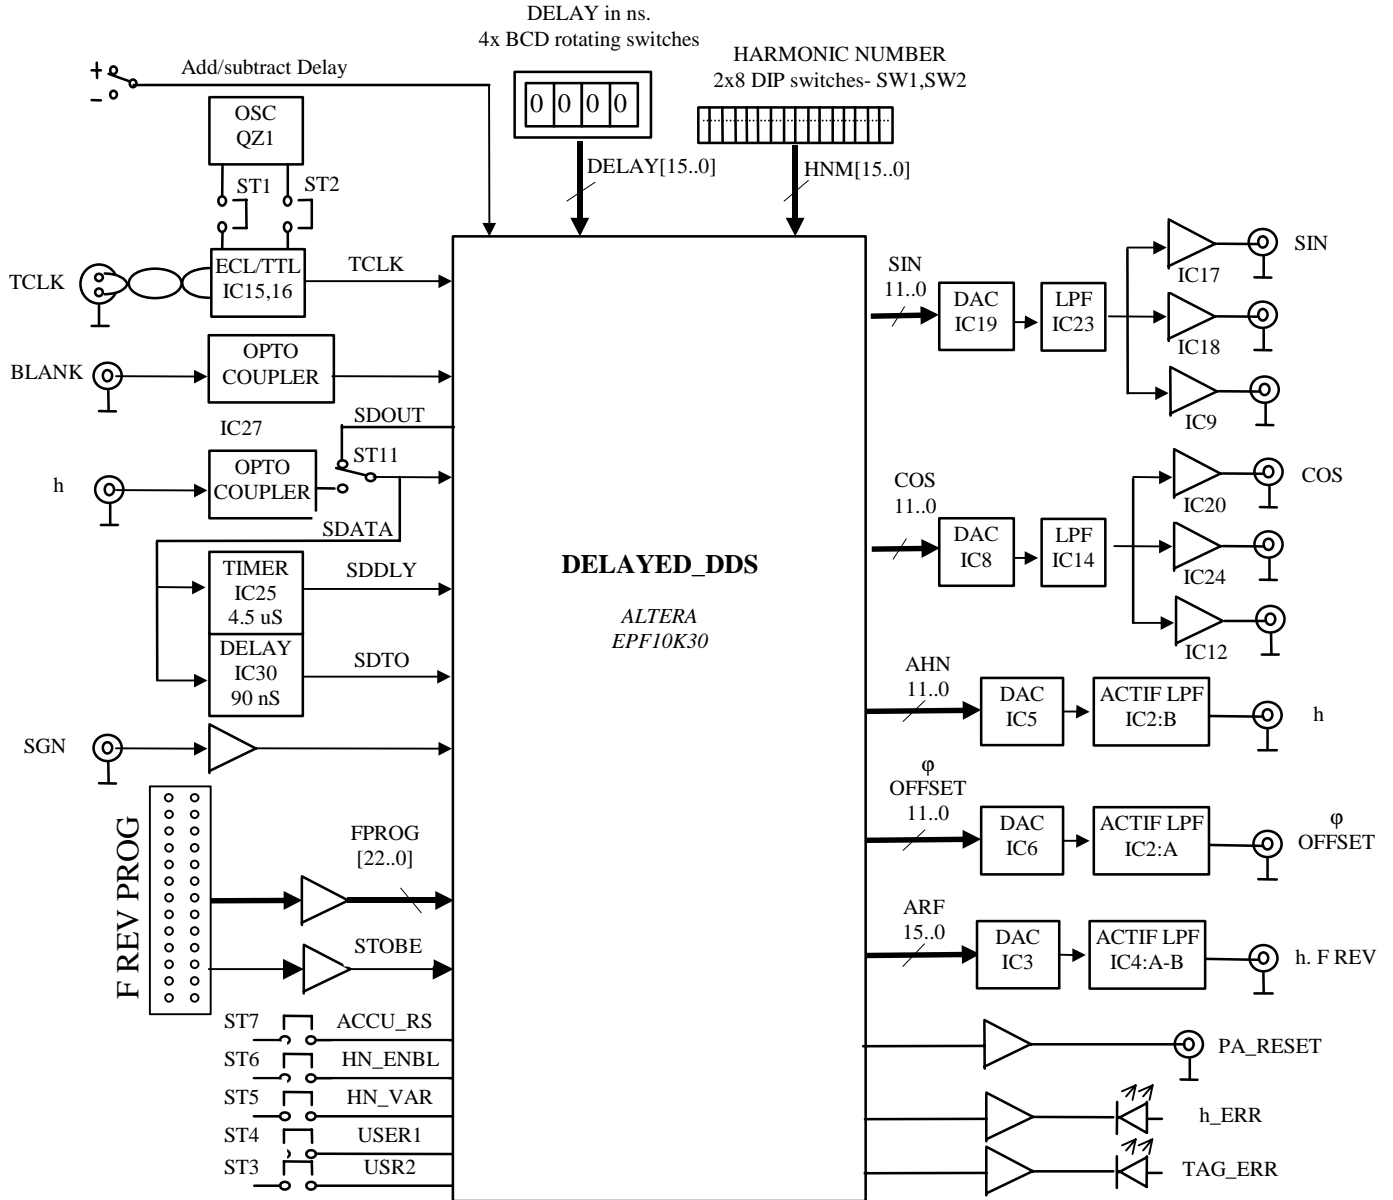 DELAY in ns.
4x BCD rotating switches
HARMONIC NUMBER
2x8 DIP switches- SW1,SW2
+
-
Add/subtract Delay
0 0 0 0
OSC
QZ1
DELAY[15..0]
HNM[15..0]
ST1
ST2
TCLK
ECL/TTL
IC15,16
TCLK
BLANK
OPTO
COUPLER
IC27
SDOUT
ST11
h
OPTO
COUPLER
SDATA
TIMER
IC25
4.5 uS
SDDLY
DELAY
IC30
90 nS
SDTO
SGN
F REV PROG
FPROG
[22..0]
STOBE
ST7
ACCU_RS
ST6
HN_ENBL
ST5
HN_VAR
ST4
USER1
ST3
USR2
DELAYED_DDS
ALTERA
EPF10K30
SIN
11..0
DAC
IC19
LPF
IC23
IC17
SIN
IC18
IC9
COS
11..0
DAC
IC8
LPF
IC14
IC20
COS
IC24
IC12
AHN
11..0
DAC
IC5
ACTIF LPF
IC2:B
h
φ
OFFSET
11..0
DAC
IC6
ACTIF LPF
IC2:A
φ
OFFSET
ARF
15..0
DAC
IC3
ACTIF LPF
IC4:A-B
h. F REV
PA_RESET
h_ERR
TAG_ERR